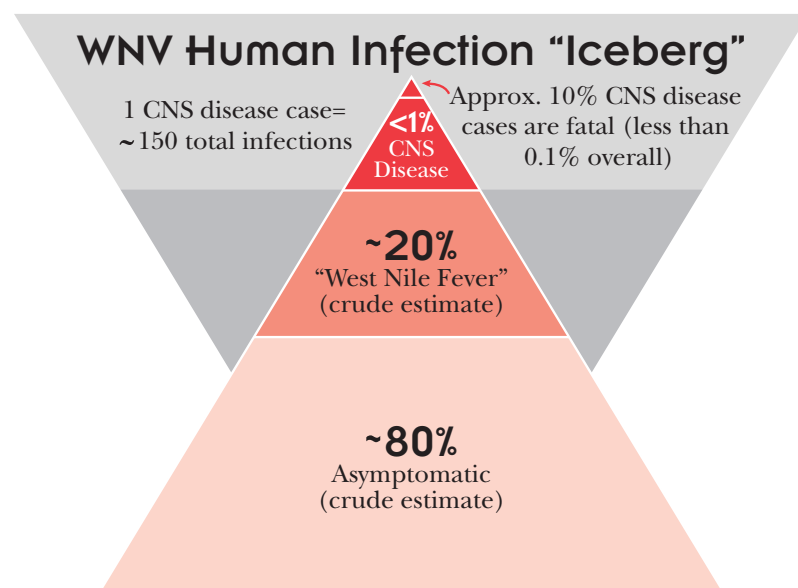 WNV Human Infection “Iceberg”
1 CNS disease case=
~150 total infections
Approx. 10% CNS disease
cases are fatal (less than
0.1% overall)
<1%
CNS
Disease
~20%
“West Nile Fever”
(crude estimate)
~80%
Asymptomatic
(crude estimate)